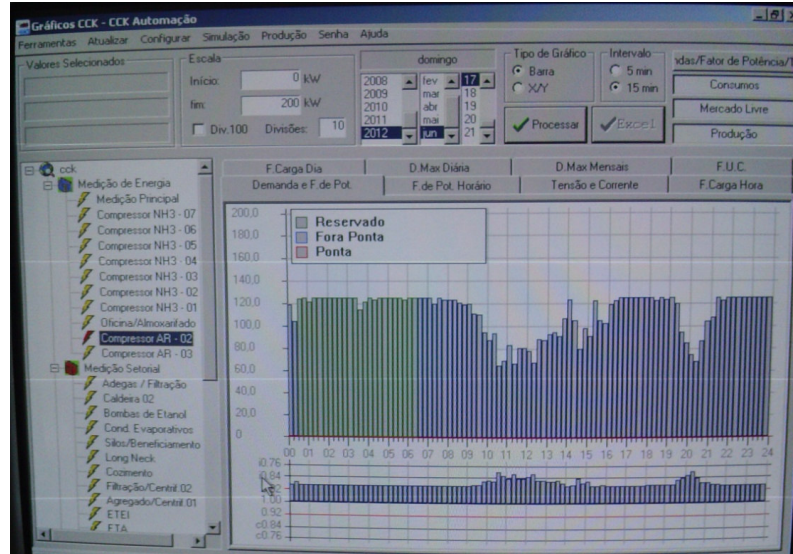 Gráficos CCK - CCK Automação
Ferramentas Atualizar Configurar Simulação Produção Senha Ajuda
Valores Selecionados
Escala
Início: 0 kW
fim: 200 kW
Div.100 Divisões: 10
domingo
2008 fev 17
2009 mar 18
2010 abr 19
2011 mai 20
2012 jun 21
Tipo de Gráfico
Barra
X/Y
Intervalo
5 min
15 min
Processar
Excel
das/Fator de Potência/
Consumos
Mercado Livre
Produção
cck
Medição de Energia
Medição Principal
Compressor NH3 - 07
Compressor NH3 - 06
Compressor NH3 - 05
Compressor NH3 - 04
Compressor NH3 - 03
Compressor NH3 - 02
Compressor NH3 - 01
Oficina/Almoxarifado
Compressor AR - 02
Compressor AR - 03
Medição Setorial
Adegas / Filtração
Caldeira 02
Bombas de Etanol
Cond. Evaporativos
Silos/Beneficiamento
Long Neck
Cozimento
Filtração/Centrif.02
Agregado/Centrif.01
ETEI
ETA
F.Carga Dia D.Max Diária D.Max Mensais F.U.C.
Demanda e F.de Pot. F.de Pot. Horário Tensão e Corrente F.Carga Hora
Reservado
Fora Ponta
Ponta
200,0
160,0
140,0
120,0
100,0
80,0
60,0
40,0
20,0
0
00 01 02 03 04 05 06 07 08 09 10 11 12 13 14 15 16 17 18 19 20 21 22 23 24
i0.76
i0.84
1.00
0.92
c0.84
c0.76